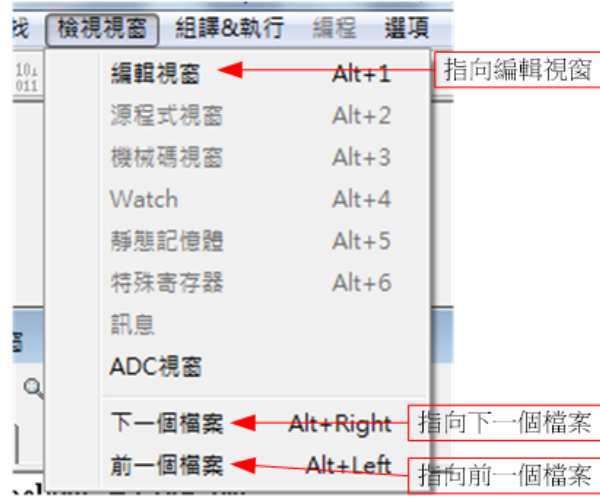 找 檢視視窗 組譯&執行 編程 選項
編輯視窗 Alt+1 指向編輯視窗
源程式視窗 Alt+2
機械碼視窗 Alt+3
Watch Alt+4
靜態記憶體 Alt+5
特殊寄存器 Alt+6
訊息
ADC視窗
下一個檔案 Alt+Right 指向下一個檔案
前一個檔案 Alt+Left 指向前一個檔案